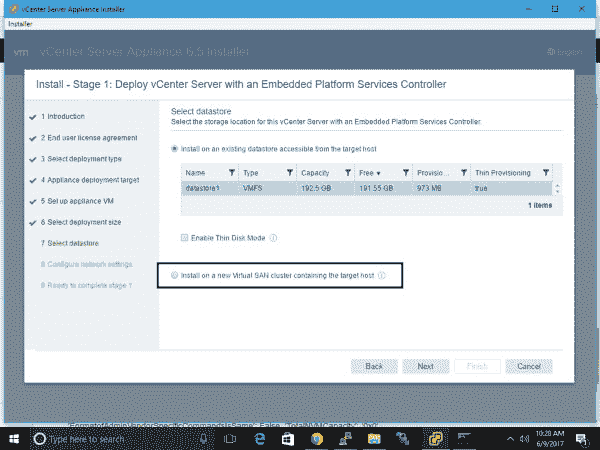 vCenter Server Appliance Installer
Installer
vm vCenter Server Appliance 6.5 Installer
English
Install - Stage 1: Deploy vCenter Server with an Embedded Platform Services Controller
1 Introduction
2 End user license agreement
3 Select deployment type
4 Appliance deployment target
5 Set up appliance VM
6 Select deployment size
7 Select datastore
8 Configure network settings
9 Ready to complete stage 1
Select datastore
Select the storage location for this vCenter Server with an Embedded Platform Services Controller.
Install on an existing datastore accessible from the target host
Name Type Capacity Free Provisio... Thin Provisioning
datastore1 VMFS 192.5 GB 191.55 GB 973 MB true
1 items
Enable Thin Disk Mode
Install on a new Virtual SAN cluster containing the target host
Back Next Finish Cancel
Type here to search
10:28 AM
6/9/2017